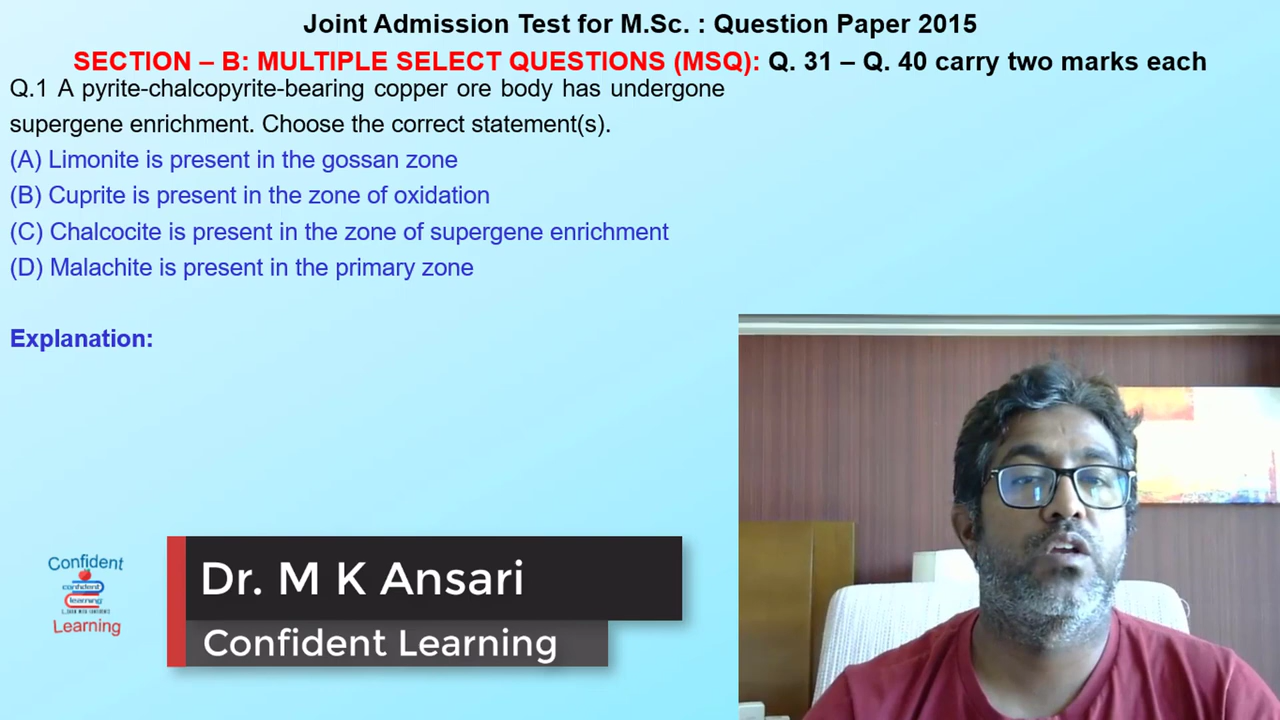 Joint Admission Test for M.Sc. : Question Paper 2015
SECTION – B: MULTIPLE SELECT QUESTIONS (MSQ): Q. 31 – Q. 40 carry two marks each
Q.1 A pyrite-chalcopyrite-bearing copper ore body has undergone
supergene enrichment. Choose the correct statement(s).
(A) Limonite is present in the gossan zone
(B) Cuprite is present in the zone of oxidation
(C) Chalcocite is present in the zone of supergene enrichment
(D) Malachite is present in the primary zone
Explanation:
Confident
confident
learning
Learning
Dr. M K Ansari
Confident Learning